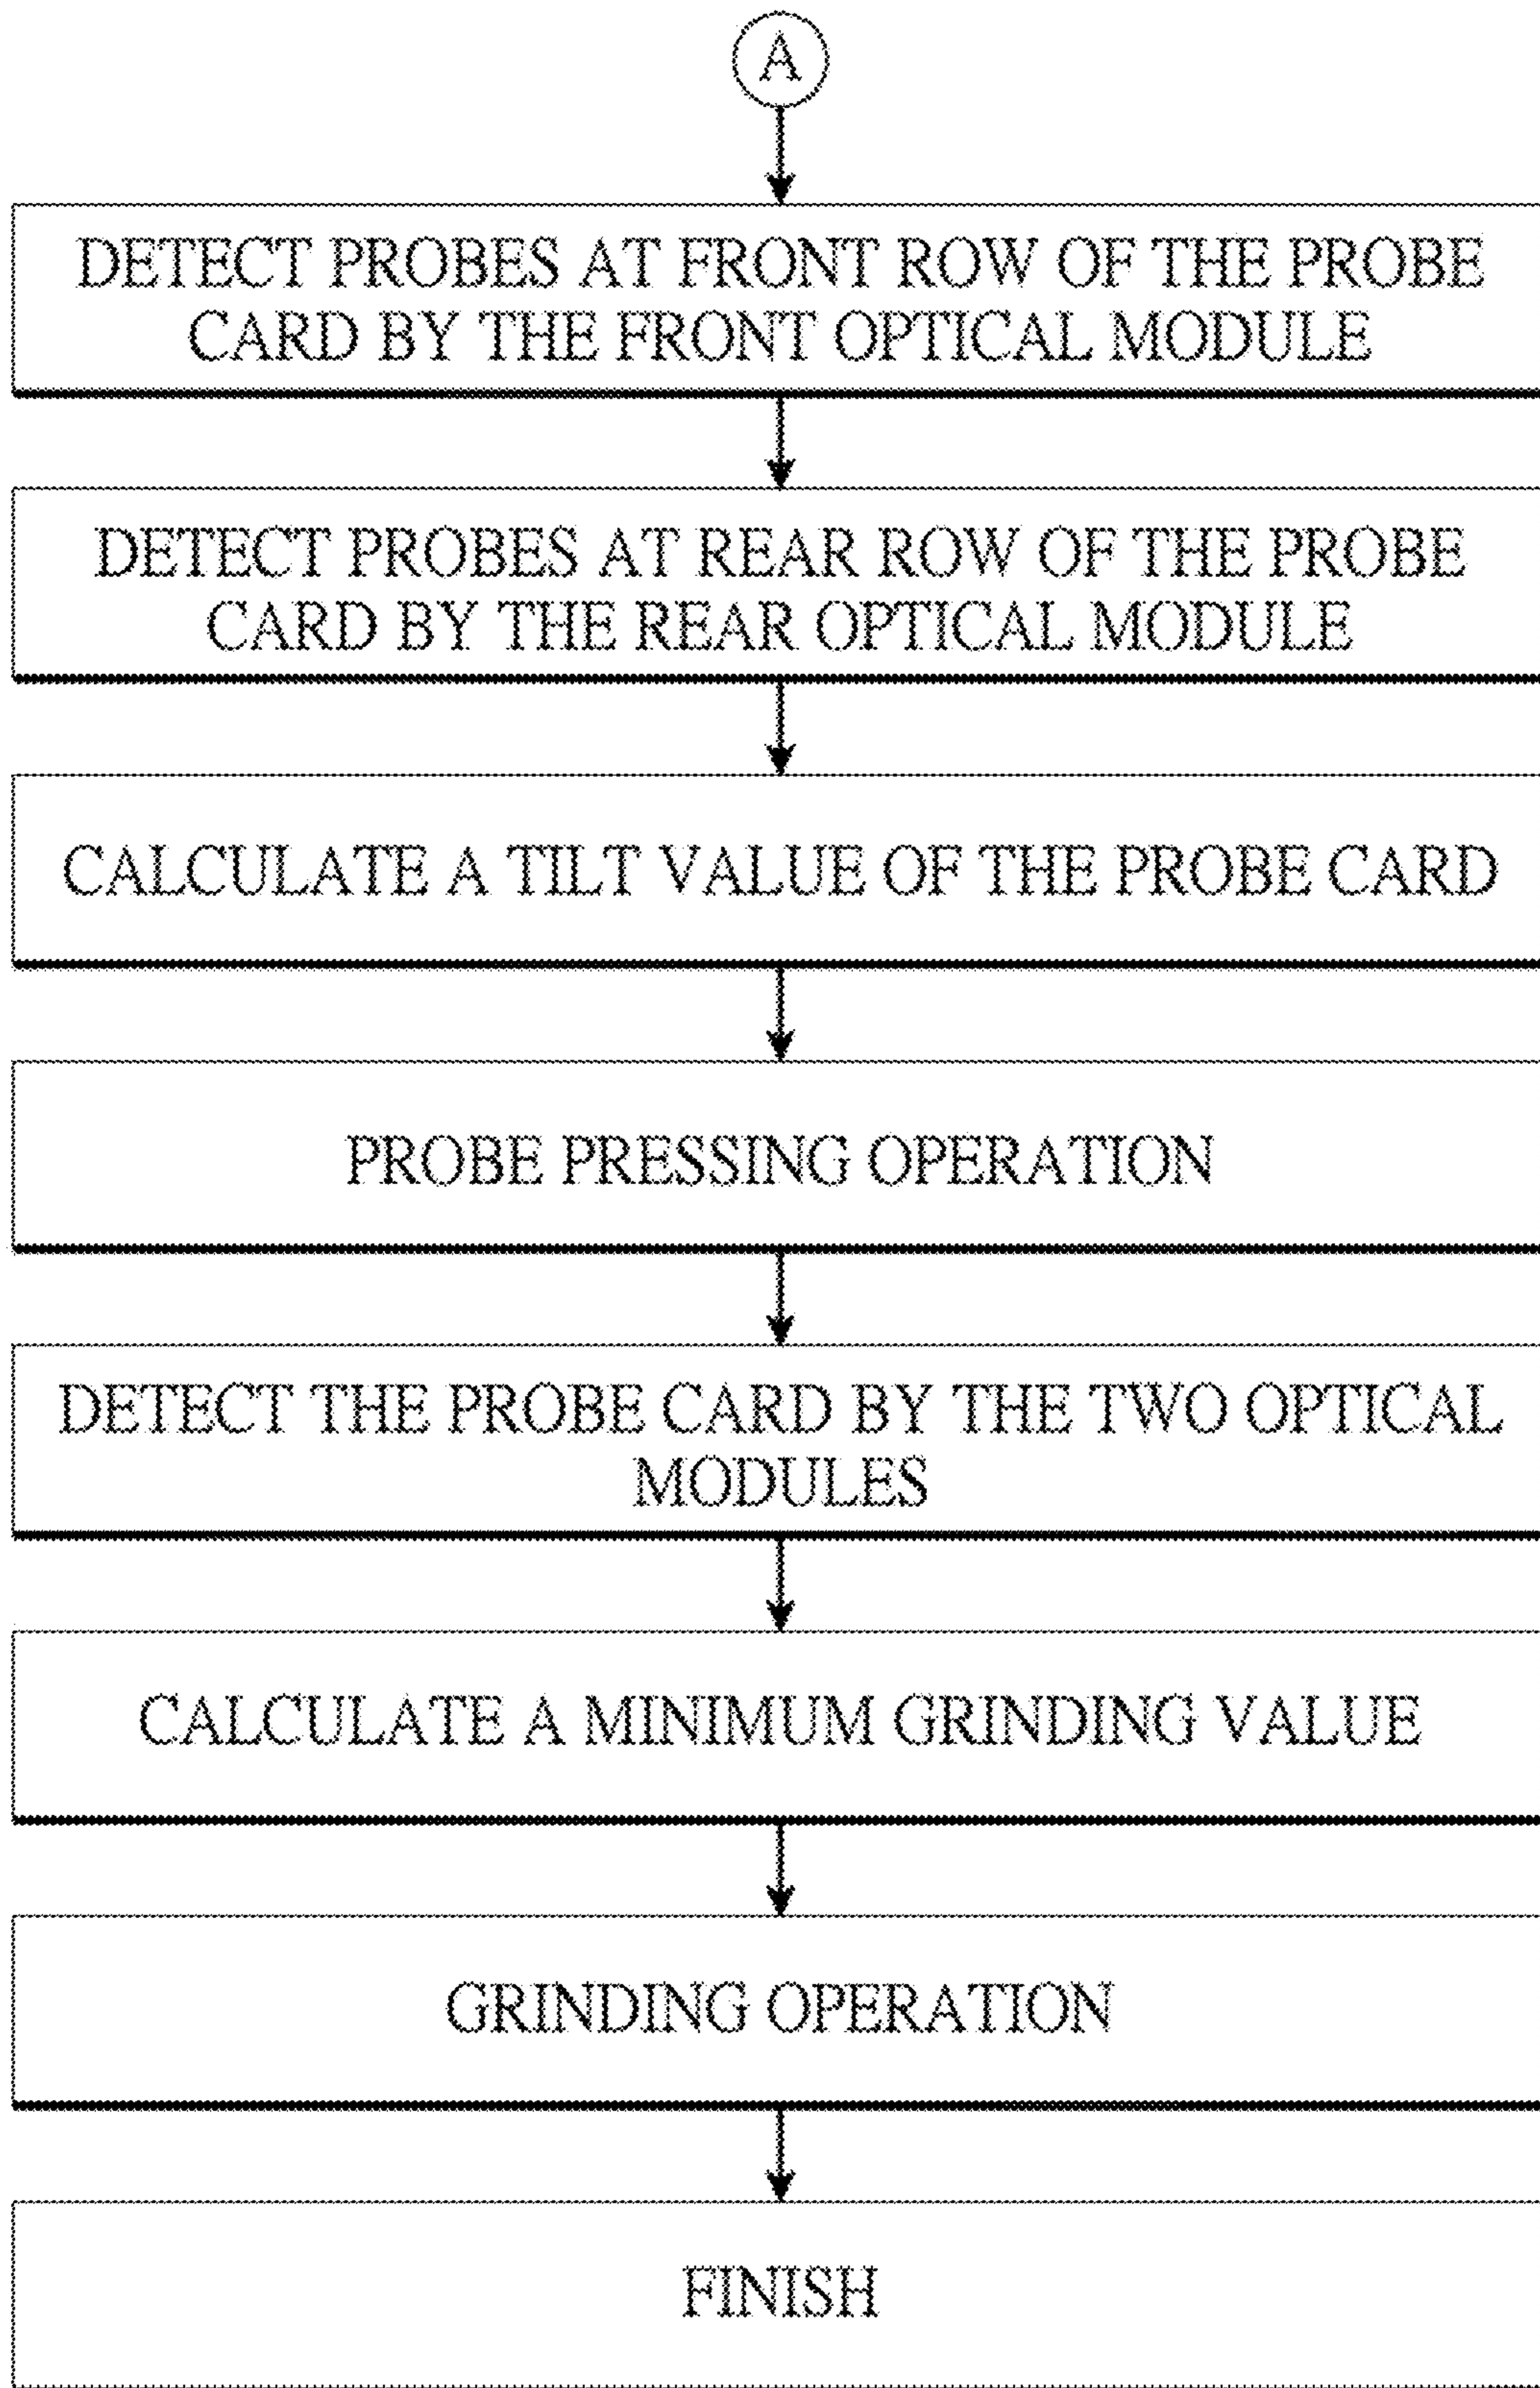 A
DETECT PROBES AT FRONT ROW OF THE PROBE
CARD BY THE FRONT OPTICAL MODULE
DETECT PROBES AT REAR ROW OF THE PROBE
CARD BY THE REAR OPTICAL MODULE
CALCULATE A TILT VALUE OF THE PROBE CARD
PROBE PRESSING OPERATION
DETECT THE PROBE CARD BY THE TWO OPTICAL
MODULES
CALCULATE A MINIMUM GRINDING VALUE
GRINDING OPERATION
FINISH